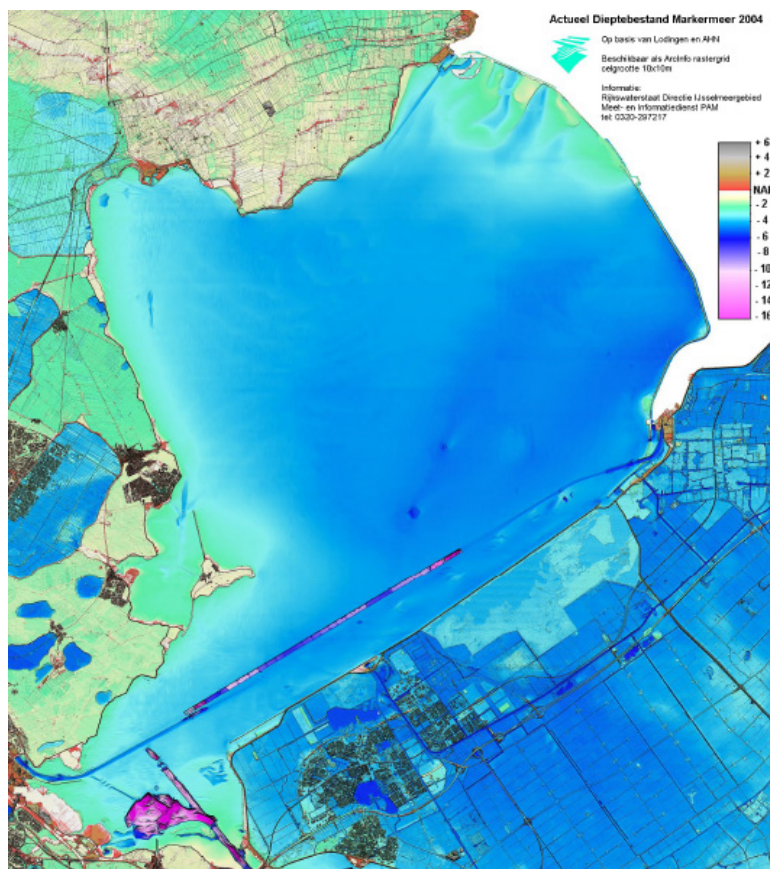 Actueel Dieptebestand Markermeer 2004
Op basis van Lodingen en AHN
Beschikbaar als ArcInfo rastergrid
celgrootte 10x10m
Informatie:
Rijkswaterstaat Directie IJsselmeergebied
Meet- en Informatiedienst PAM
tel: 0320-297217
+ 6
+ 4
+ 2
NAP
- 2
- 4
- 6
- 8
- 10
- 12
- 14
- 16